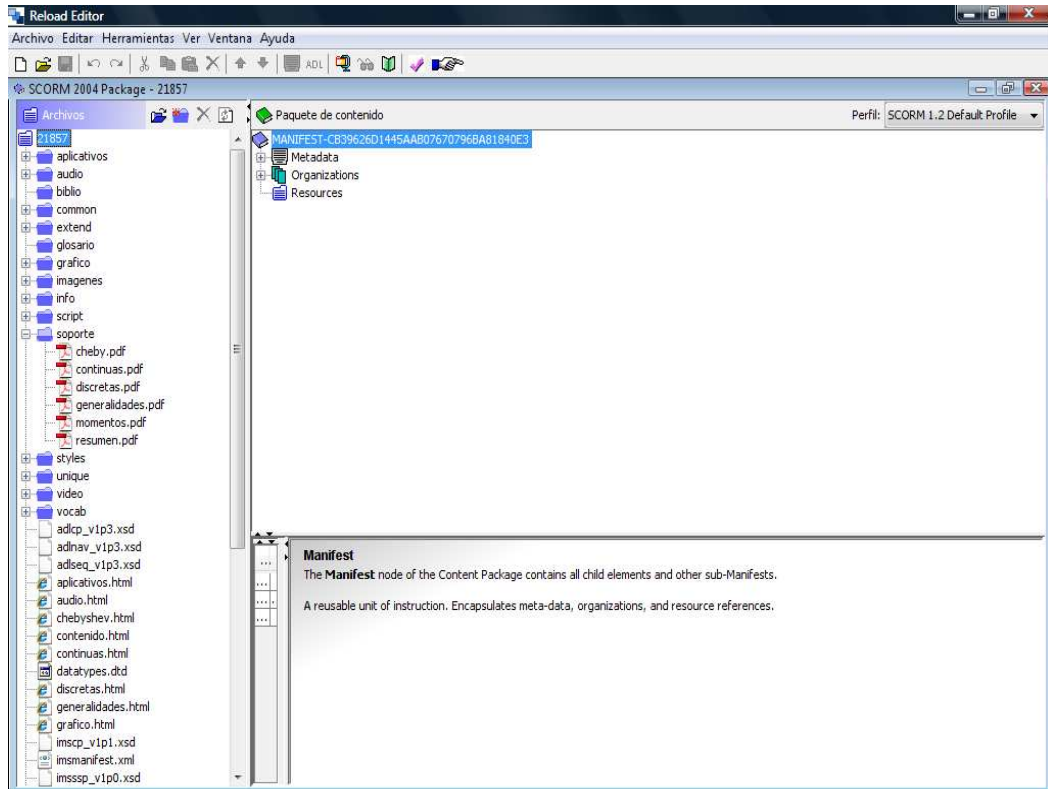 Reload Editor
Archivo Editar Herramientas Ver Ventana Ayuda
ADL
SCORM 2004 Package - 21857
Archivos
21857
aplicativos
audio
biblio
common
extend
glosario
grafico
imagenes
info
script
soporte
cheby.pdf
continuas.pdf
discretas.pdf
generalidades.pdf
momentos.pdf
resumen.pdf
styles
unique
video
vocab
adlcp_v1p3.xsd
adlnav_v1p3.xsd
adlseq_v1p3.xsd
aplicativos.html
audio.html
chebyshev.html
contenido.html
continuas.html
datatypes.dtd
discretas.html
generalidades.html
grafico.html
imscp_v1p1.xsd
imsmanifest.xml
imsssp_v1p0.xsd
Paquete de contenido
Perfil: SCORM 1.2 Default Profile
MANIFEST-CB39626D1445AAB07670796BA81840E3
Metadata
Organizations
Resources
Manifest
The Manifest node of the Content Package contains all child elements and other sub-Manifests.
A reusable unit of instruction. Encapsulates meta-data, organizations, and resource references.